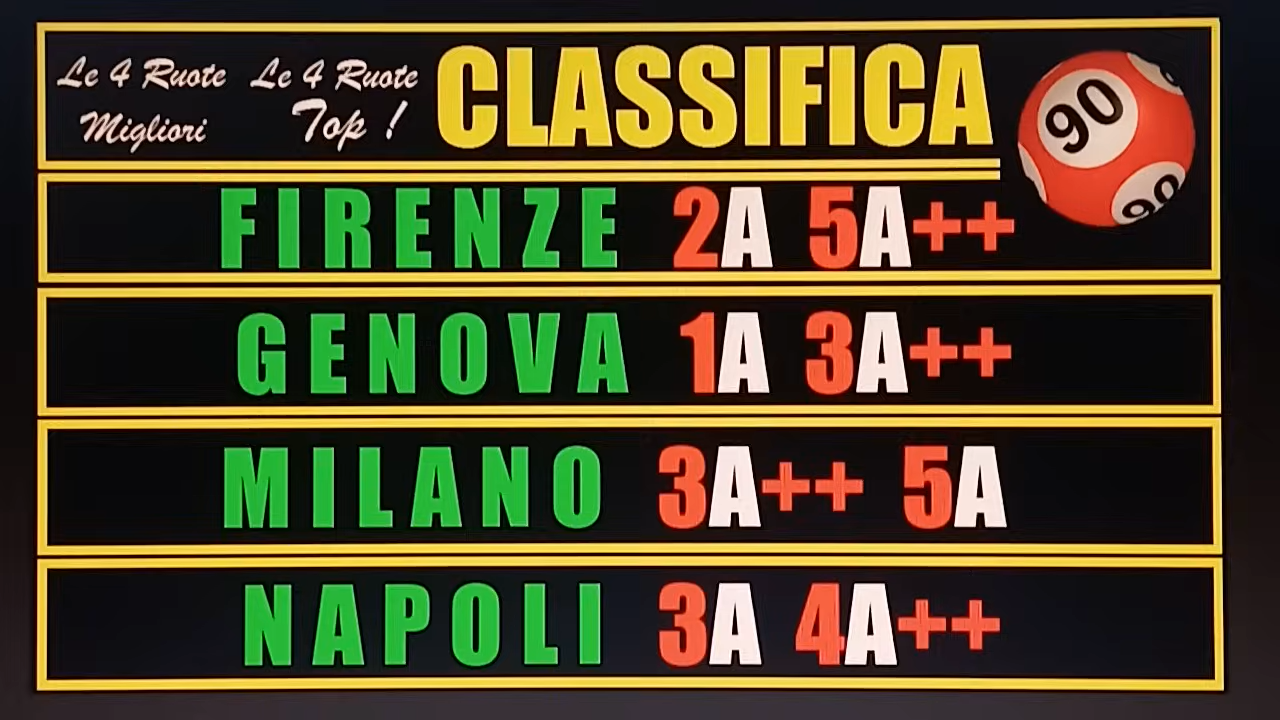 Le 4 Ruote Migliori
Le 4 Ruote Top !
CLASSIFICA
90
90
FIRENZE 2A 5A++
GENOVA 1A 3A++
MILANO 3A++ 5A
NAPOLI 3A 4A++